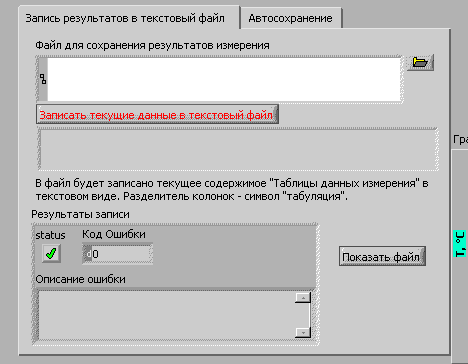 Запись результатов в текстовый файл
Автосохранение
Файл для сохранения результатов измерения
Записать текущие данные в текстовый файл
В файл будет записано текущее содержимое "Таблицы данных измерения" в
текстовом виде. Разделитель колонок - символ "табуляция".
Результаты записи
status
Код Ошибки
d0
Показать файл
Описание ошибки
Гра
T, °C